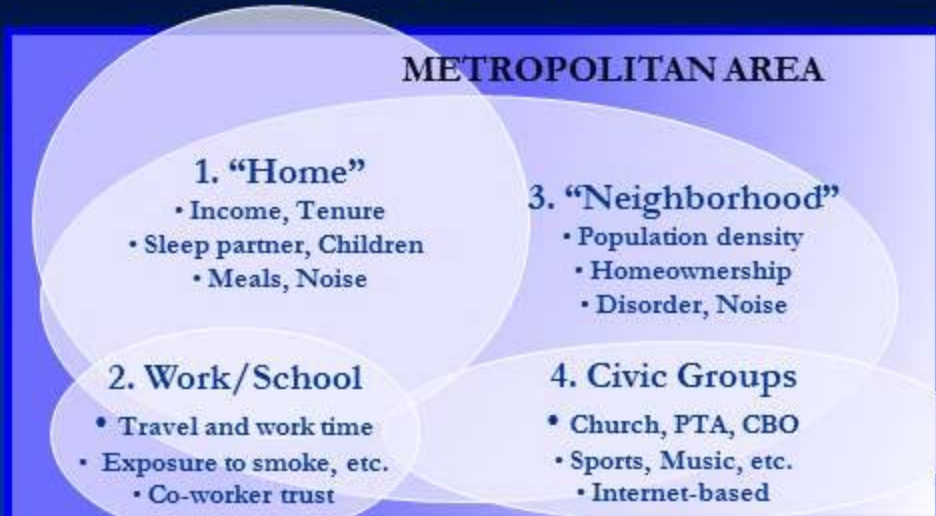 METROPOLITAN AREA
1. “Home”
• Income, Tenure
• Sleep partner, Children
• Meals, Noise
3. “Neighborhood”
• Population density
• Homeownership
• Disorder, Noise
2. Work/School
• Travel and work time
• Exposure to smoke, etc.
• Co-worker trust
4. Civic Groups
• Church, PTA, CBO
• Sports, Music, etc.
• Internet-based